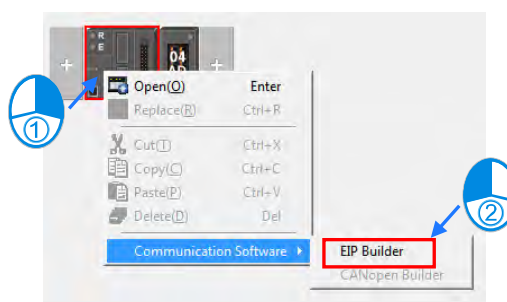 R
E
04
AD
+
+
①
Open(O) Enter
Replace(R) Ctrl+R
Cut(T) Ctrl+X
Copy(C) Ctrl+C
Paste(P) Ctrl+V
Delete(D) Del
Communication Software
EIP Builder
CANopen Builder
②